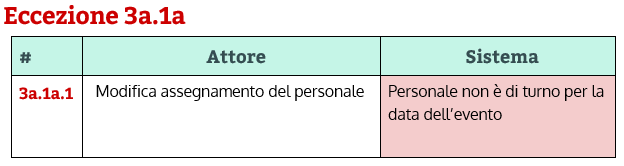 Eccezione 3a.1a
# Attore Sistema
3a.1a.1 Modifica assegnamento del personale Personale non è di turno per la
data dell'evento